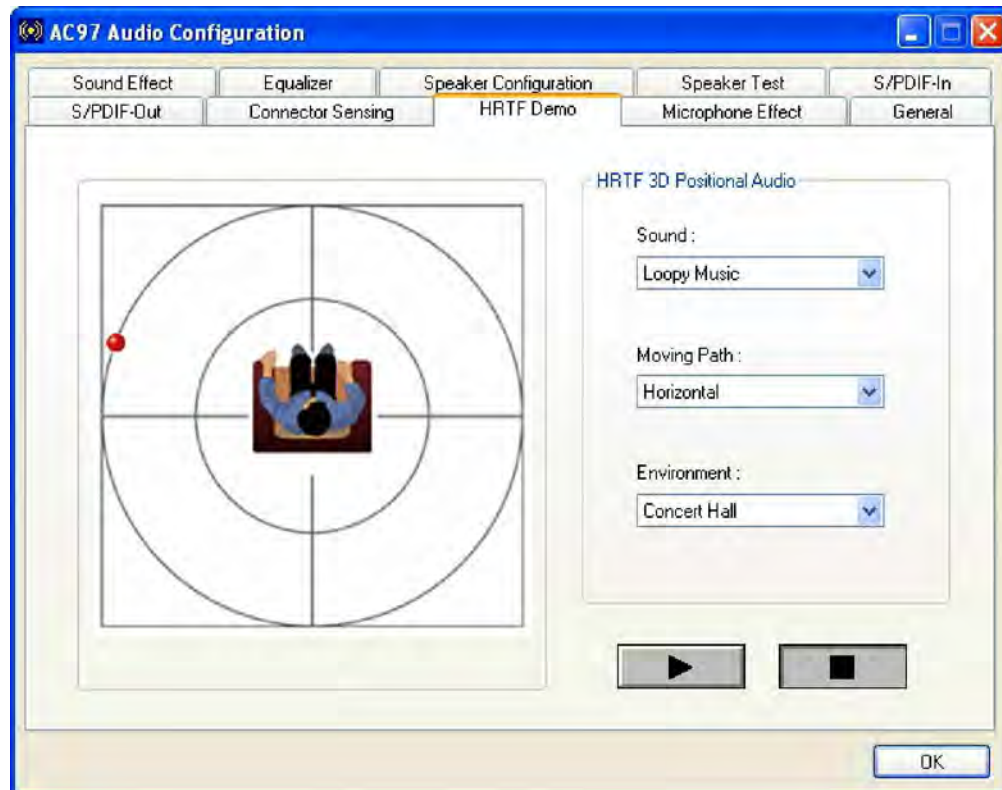 AC97 Audio Configuration
Sound Effect Equalizer Speaker Configuration Speaker Test S/PDIF-In
S/PDIF-Out Connector Sensing HRTF Demo Microphone Effect General
HRTF 3D Positional Audio
Sound :
Loopy Music
Moving Path :
Horizontal
Environment :
Concert Hall
OK